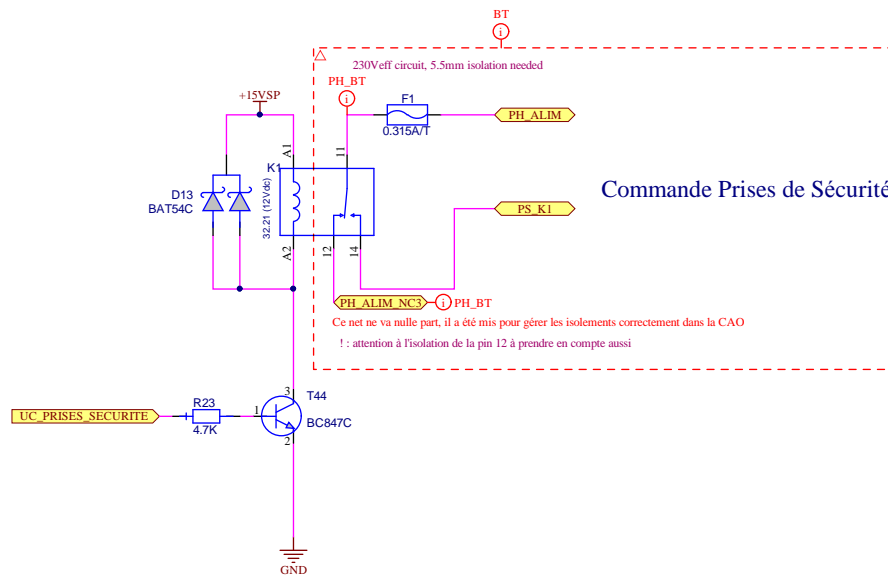 BT
230Veff circuit, 5.5mm isolation needed
PH_BT
+15VSP
F1
PH_ALIM
0.315A/T
A1
11
K1
D13
BAT54C
32.21 (12Vdc)
Commande Prises de Sécurité
PS_K1
A2
12
14
PH_ALIM_NC3
PH_BT
Ce net ne va nulle part, il a été mis pour gérer les isolements correctement dans la CAO
! : attention à l'isolation de la pin 12 à prendre en compte aussi
3
T44
R23
UC_PRISES_SECURITE
1
4.7K
BC847C
2
GND